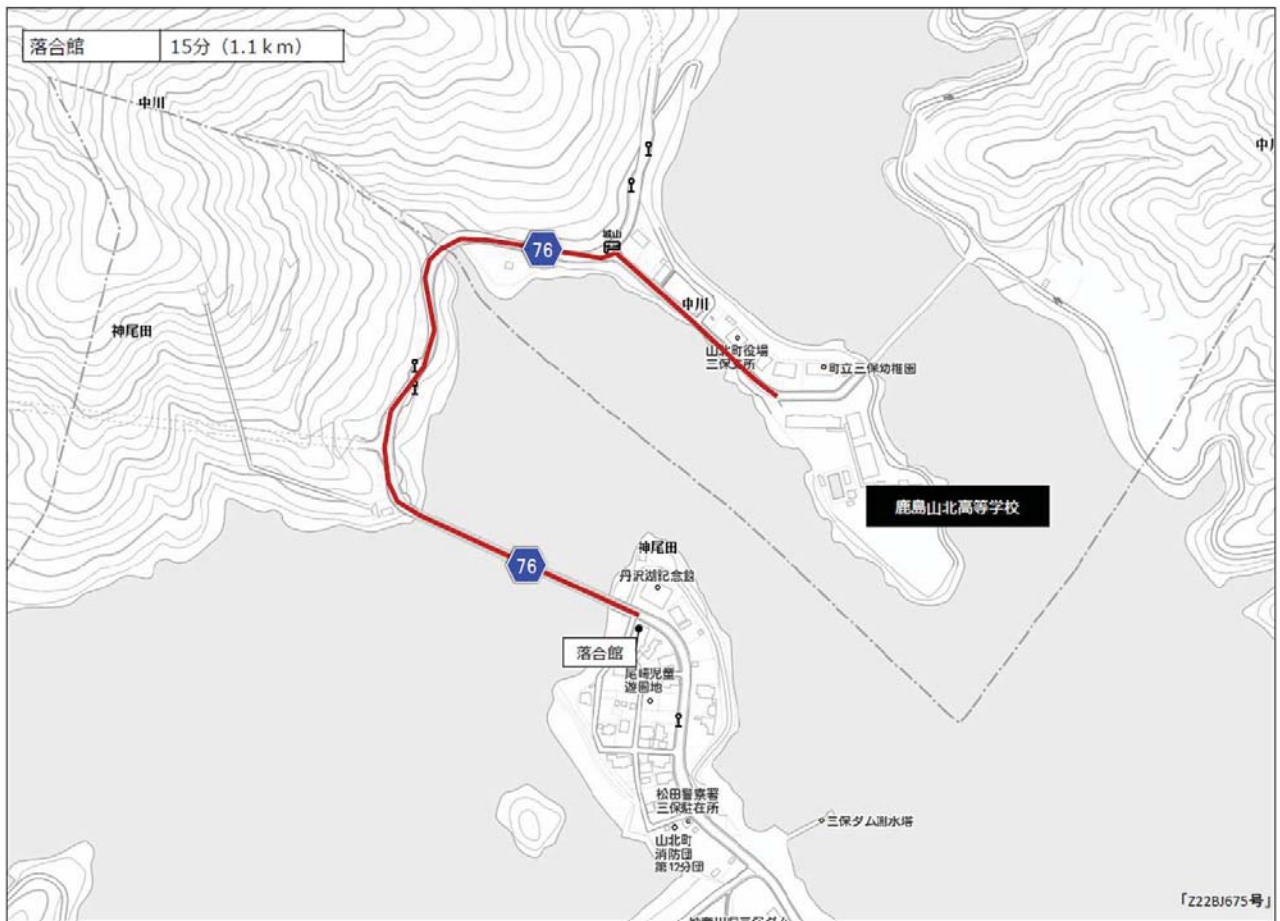 落合館 15分（1.1ｋｍ）
中川
中川
城山
76
中川
神尾田
山北町役場
三保支所
町立三保幼稚園
鹿島山北高等学校
76
神尾田
丹沢湖記念館
落合館
尾崎児童
遊園地
松田警察署
三保駐在所
三保ダム測水塔
山北町
消防団
第12分団
「Z22BJ675号」